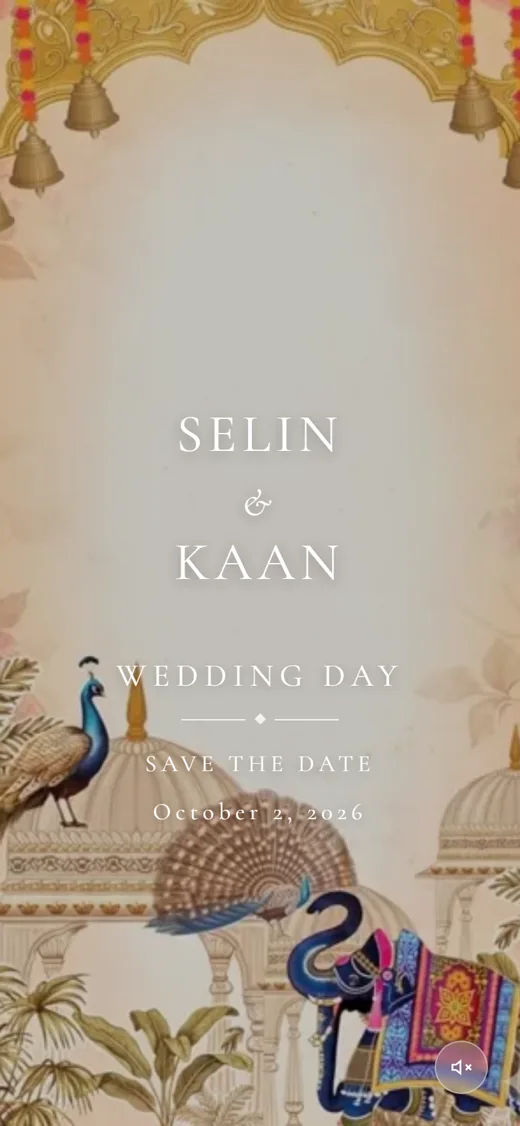 SELIN
&
KAAN
WEDDING DAY
SAVE THE DATE
October 2, 2026